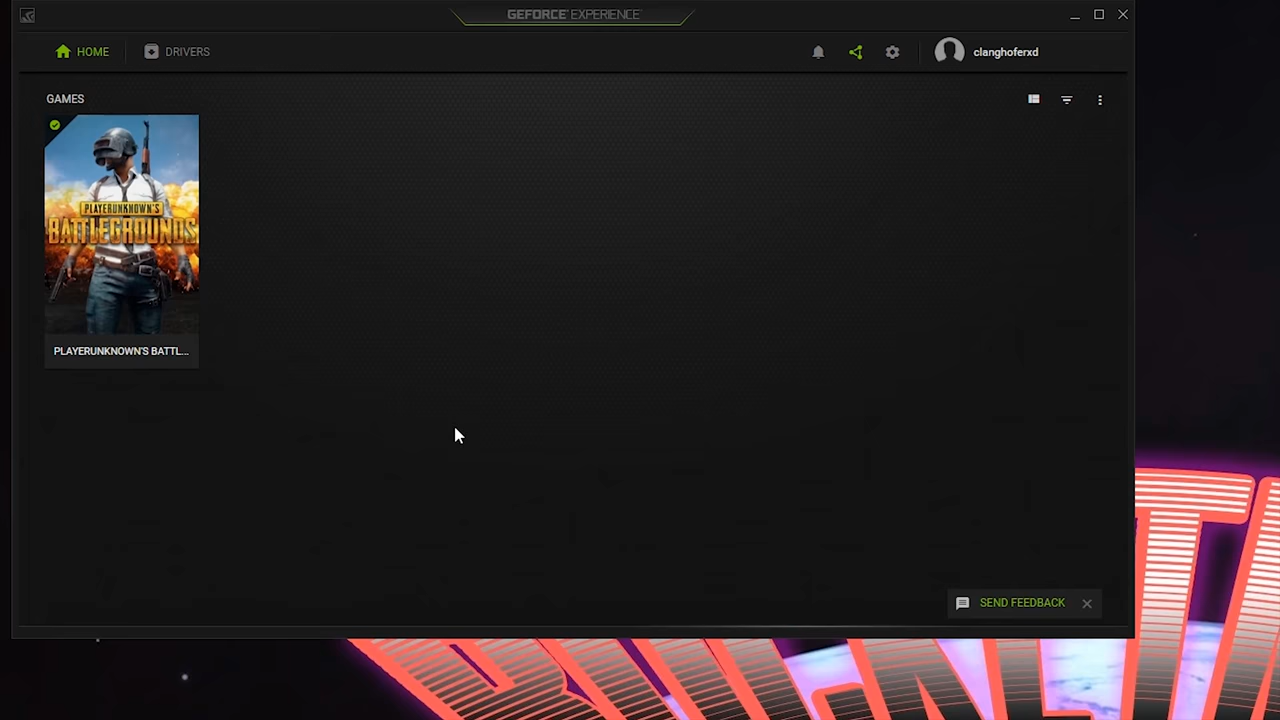 GEFORCE EXPERIENCE
HOME
DRIVERS
clanghoferxd
GAMES
PLAYERUNKNOWN'S
BATTLEGROUNDS
PLAYERUNKNOWN'S BATTL...
SEND FEEDBACK